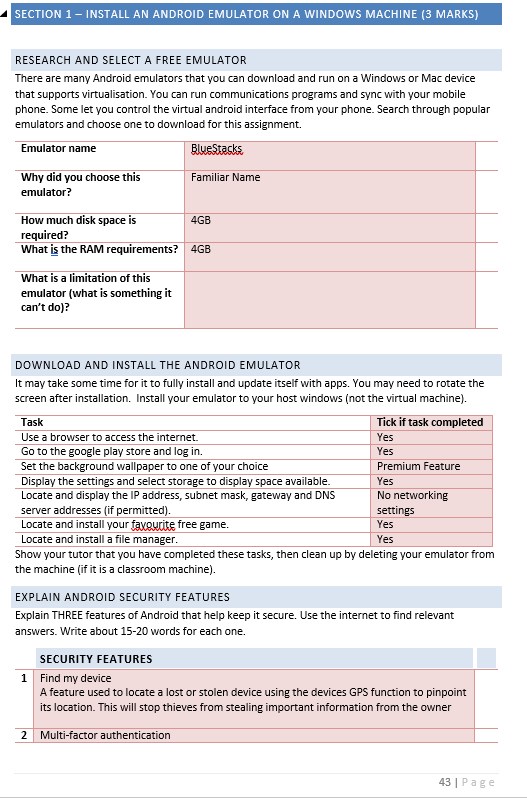 SECTION 1 – INSTALL AN ANDROID EMULATOR ON A WINDOWS MACHINE (3 MARKS)
RESEARCH AND SELECT A FREE EMULATOR
There are many Android emulators that you can download and run on a Windows or Mac device
that supports virtualisation. You can run communications programs and sync with your mobile
phone. Some let you control the virtual android interface from your phone. Search through popular
emulators and choose one to download for this assignment.
Emulator name BlueStacks
Why did you choose this Familiar Name
emulator?
How much disk space is 4GB
required?
What is the RAM requirements? 4GB
What is a limitation of this
emulator (what is something it
can't do)?
DOWNLOAD AND INSTALL THE ANDROID EMULATOR
It may take some time for it to fully install and update itself with apps. You may need to rotate the
screen after installation. Install your emulator to your host windows (not the virtual machine).
Task Tick if task completed
Use a browser to access the internet. Yes
Go to the google play store and log in. Yes
Set the background wallpaper to one of your choice Premium Feature
Display the settings and select storage to display space available. Yes
Locate and display the IP address, subnet mask, gateway and DNS No networking
server addresses (if permitted). settings
Locate and install your favourite free game. Yes
Locate and install a file manager. Yes
Show your tutor that you have completed these tasks, then clean up by deleting your emulator from
the machine (if it is a classroom machine).
EXPLAIN ANDROID SECURITY FEATURES
Explain THREE features of Android that help keep it secure. Use the internet to find relevant
answers. Write about 15-20 words for each one.
SECURITY FEATURES
1 Find my device
A feature used to locate a lost or stolen device using the devices GPS function to pinpoint
its location. This will stop thieves from stealing important information from the owner
2 Multi-factor authentication
43 | Page